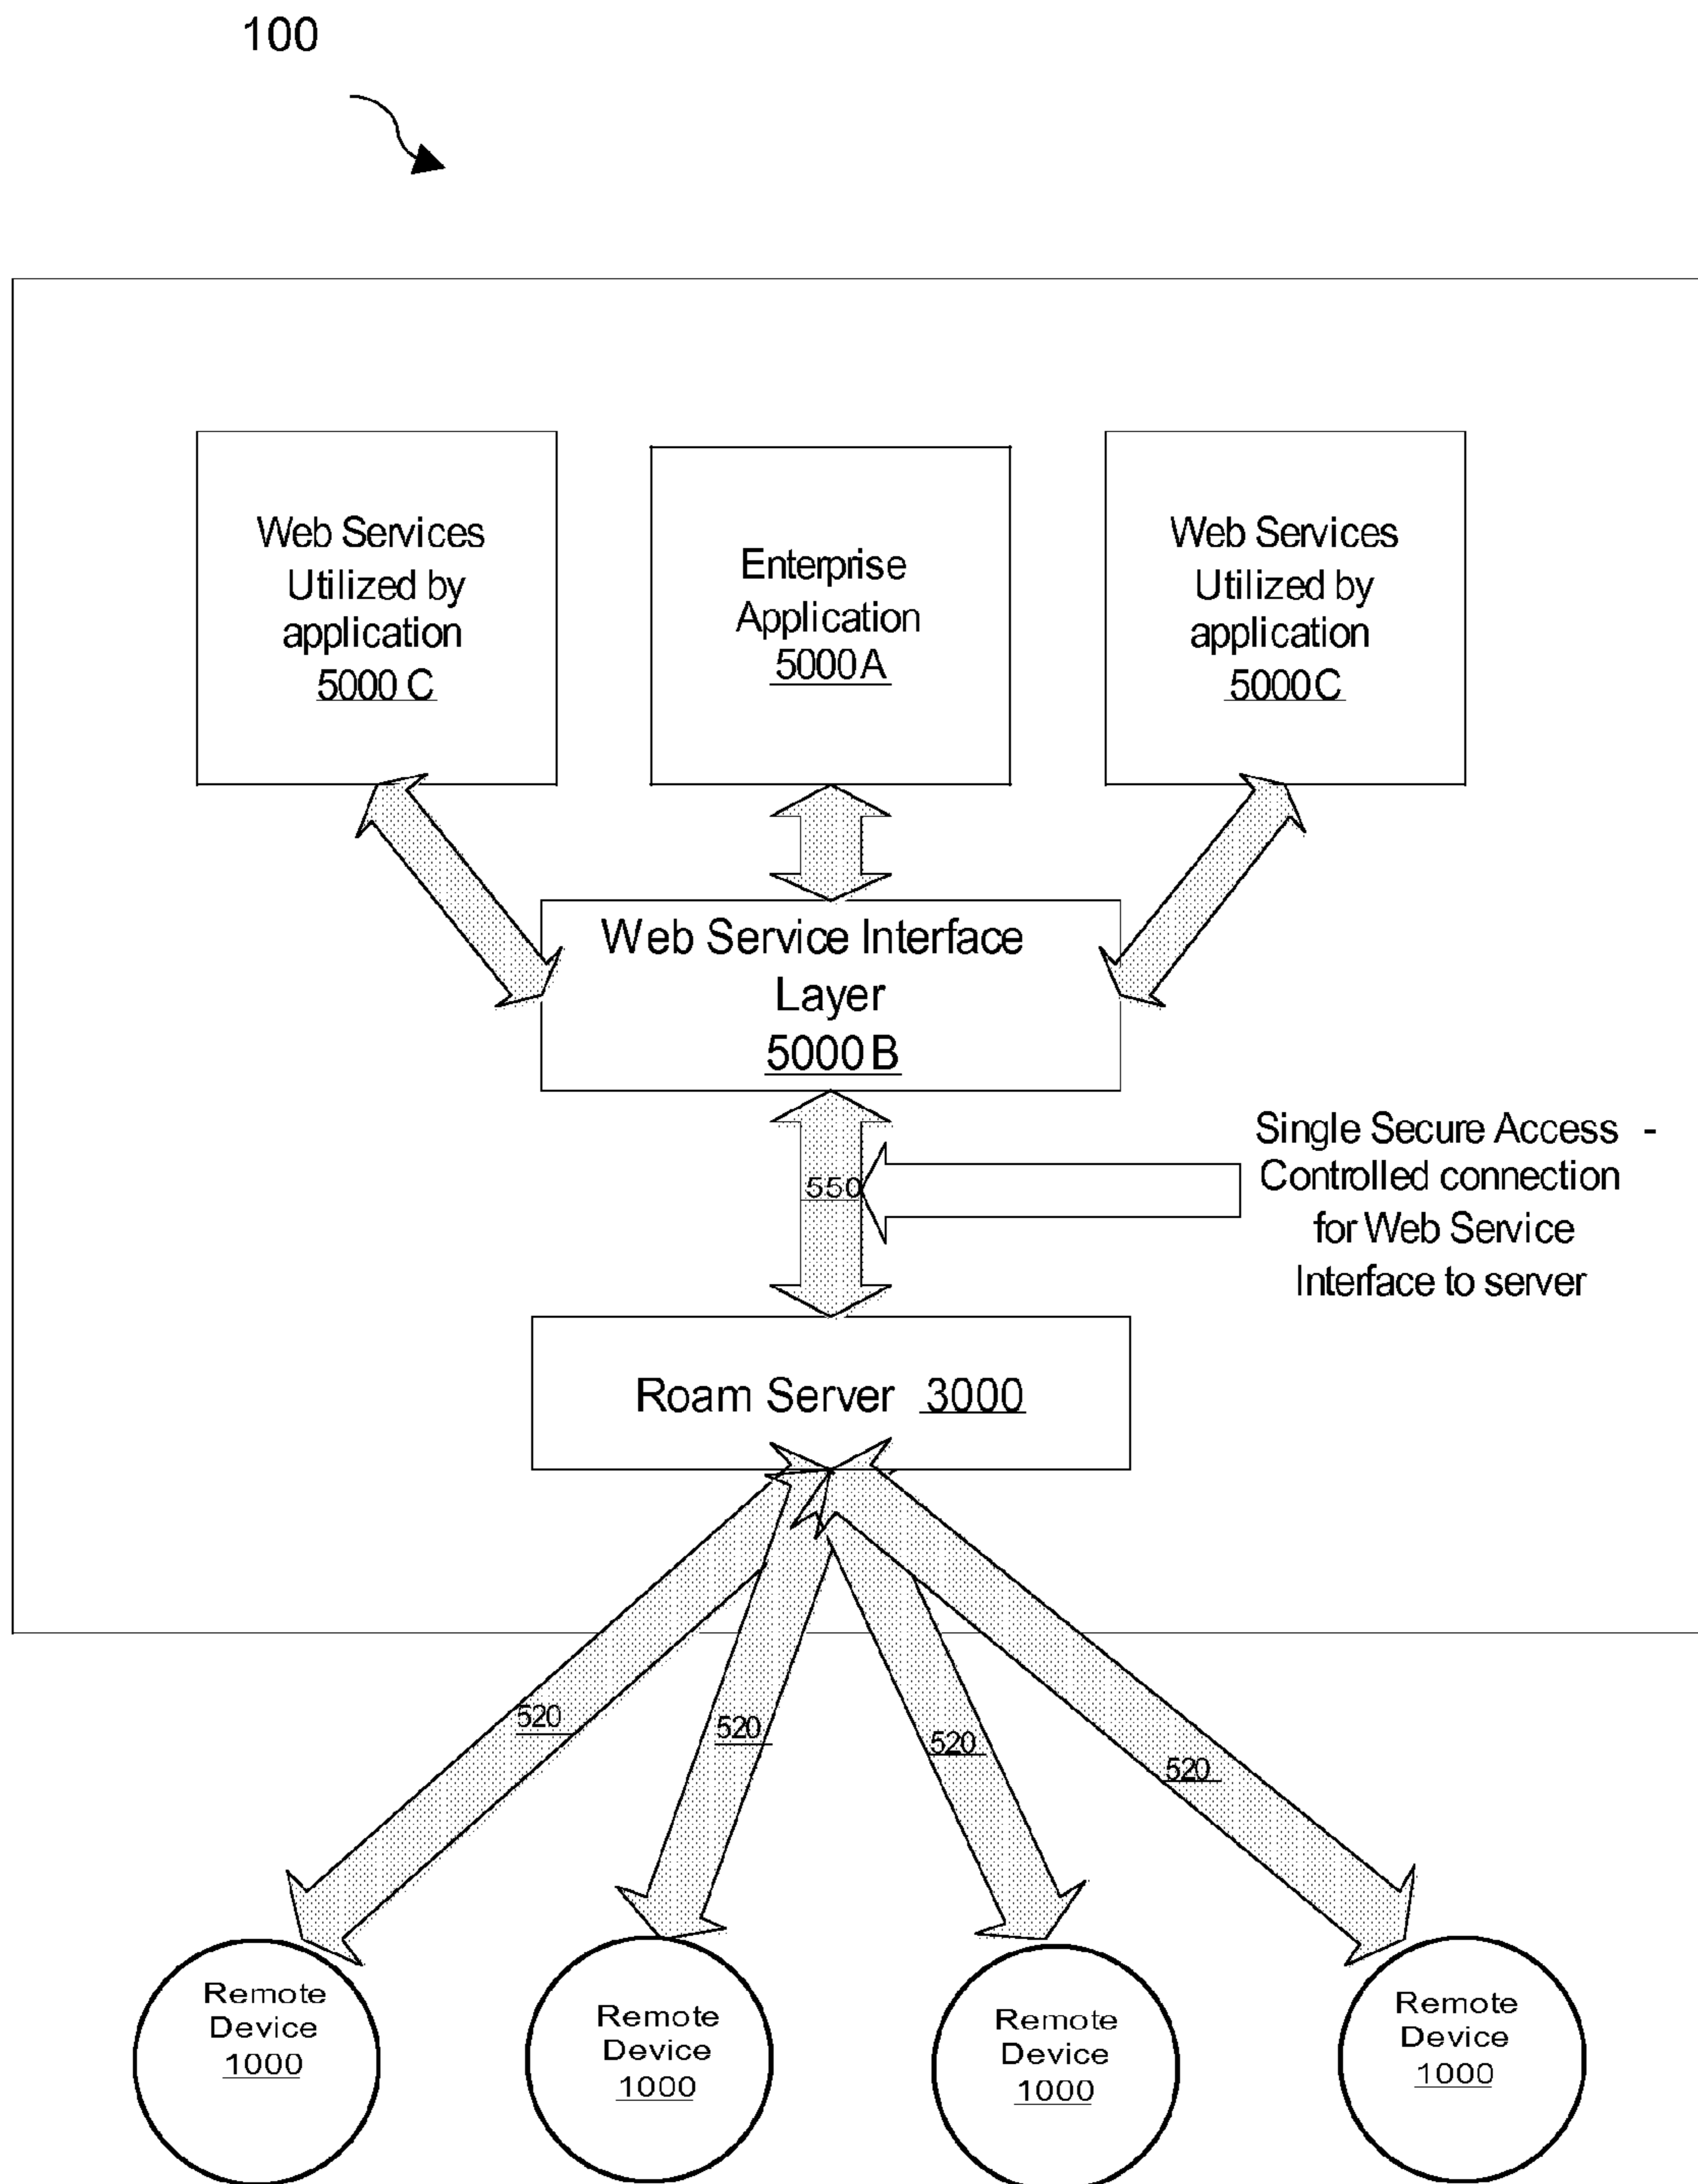 100
Web Services
Utilized by
application
5000 C
Enterprise
Application
5000A
Web Services
Utilized by
application
5000C
Web Service Interface
Layer
5000B
550
Single Secure Access -
Controlled connection
for Web Service
Interface to server
Roam Server 3000
520
520
520
520
Remote
Device
1000
Remote
Device
1000
Remote
Device
1000
Remote
Device
1000